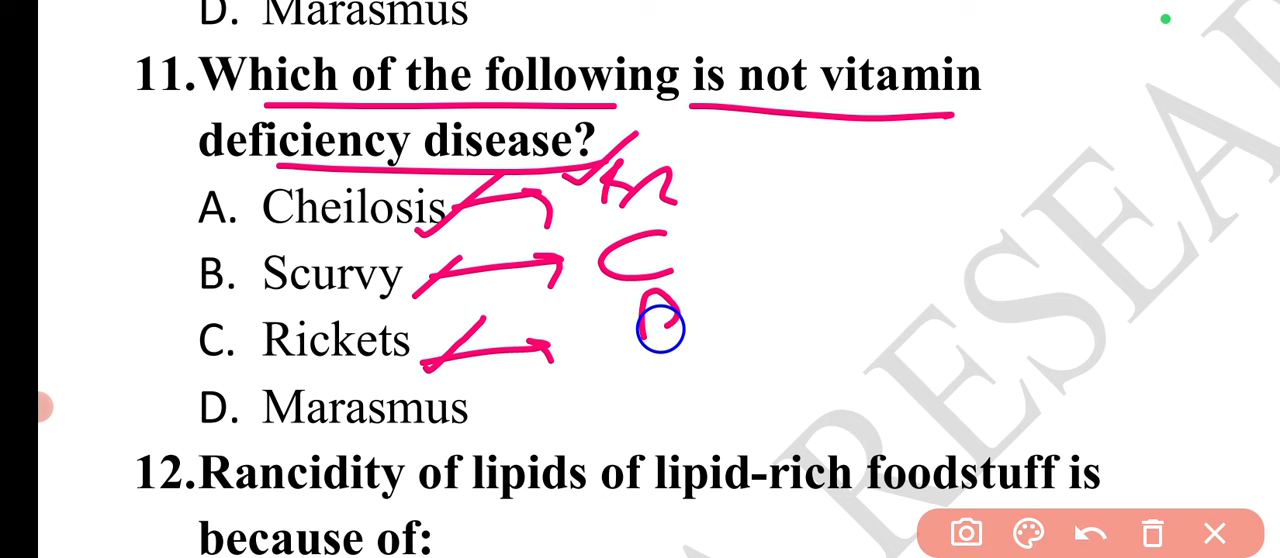 D. Marasmus
11.Which of the following is not vitamin
deficiency disease?
A. Cheilosis
B. Scurvy
C
C. Rickets
D. Marasmus
12.Rancidity of lipids of lipid-rich foodstuff is
because of:
RESEA